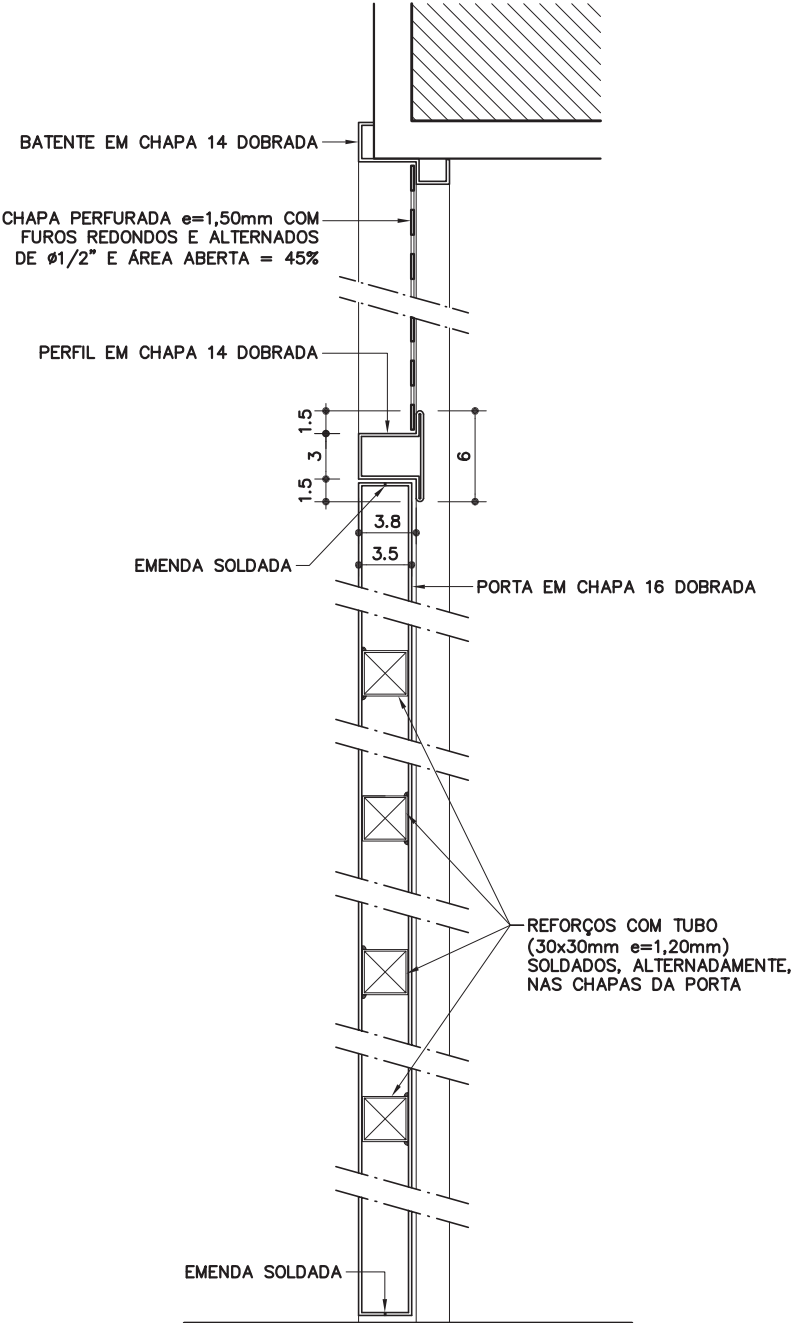 BATENTE EM CHAPA 14 DOBRADA
CHAPA PERFURADA e=1,50mm COM
FUROS REDONDOS E ALTERNADOS
DE ø1/2" E ÁREA ABERTA = 45%
PERFIL EM CHAPA 14 DOBRADA
1.5
3
1.5
6
3.8
3.5
EMENDA SOLDADA
PORTA EM CHAPA 16 DOBRADA
REFORÇOS COM TUBO
(30x30mm e=1,20mm)
SOLDADOS, ALTERNADAMENTE,
NAS CHAPAS DA PORTA
EMENDA SOLDADA